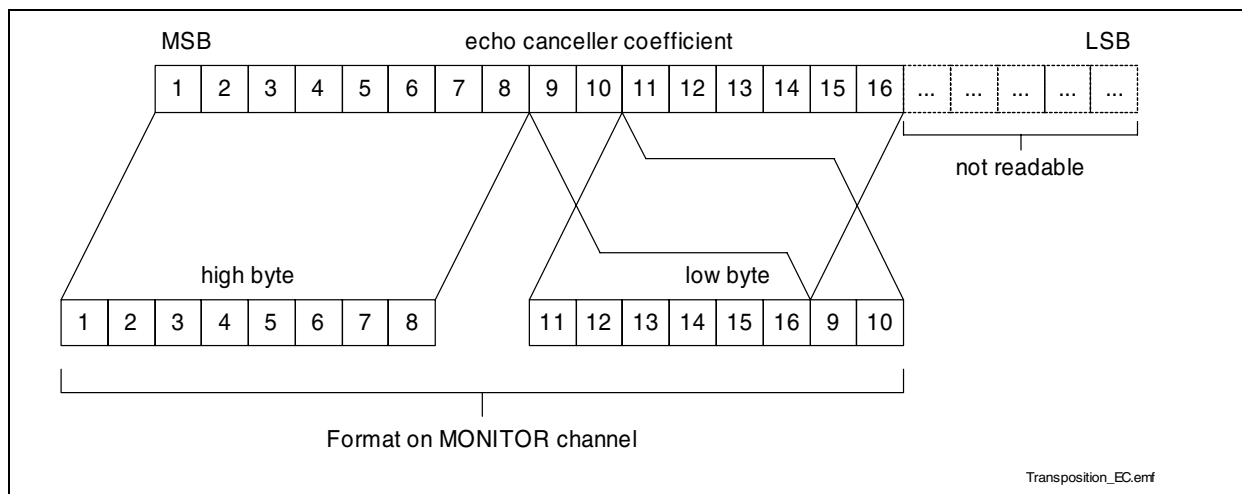 MSB echo canceller coefficient LSB
1 2 3 4 5 6 7 8 9 10 11 12 13 14 15 16 ... ... ... ... ...
not readable
high byte low byte
1 2 3 4 5 6 7 8 11 12 13 14 15 16 9 10
Format on MONITOR channel
Transposition_EC.emf